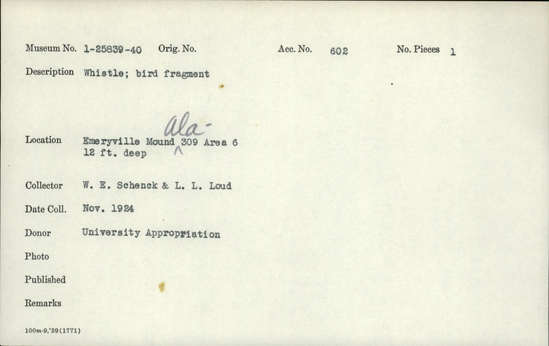 Museum No. 1-25839-40 Orig. No. Acc. No. 602 No. Pieces 1
Description Whistle; bird fragment
Ala-
Location Emeryville Mound 309 Area 6
12 ft. deep
Collector W. E. Schenck & L. L. Loud
Date Coll. Nov. 1924
Donor University Appropriation
Photo
Published
Remarks
100m-9,'39(1771)